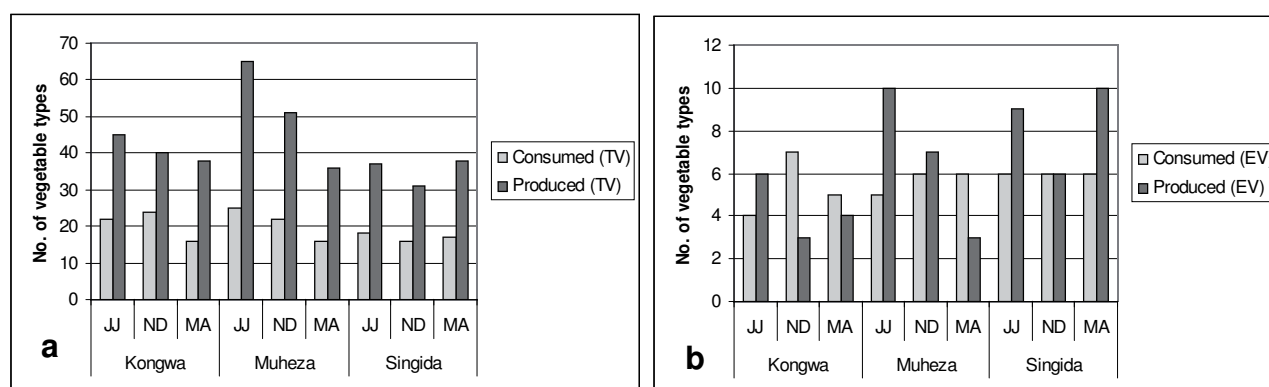 No. of vegetable types
70
60
50
40
30
20
10
0
JJ ND MA JJ ND MA JJ ND MA
Kongwa Muheza Singida
Consumed (TV)
Produced (TV)
a
No. of vegetable types
12
10
8
6
4
2
0
JJ ND MA JJ ND MA JJ ND MA
Kongwa Muheza Singida
Consumed (EV)
Produced (EV)
b